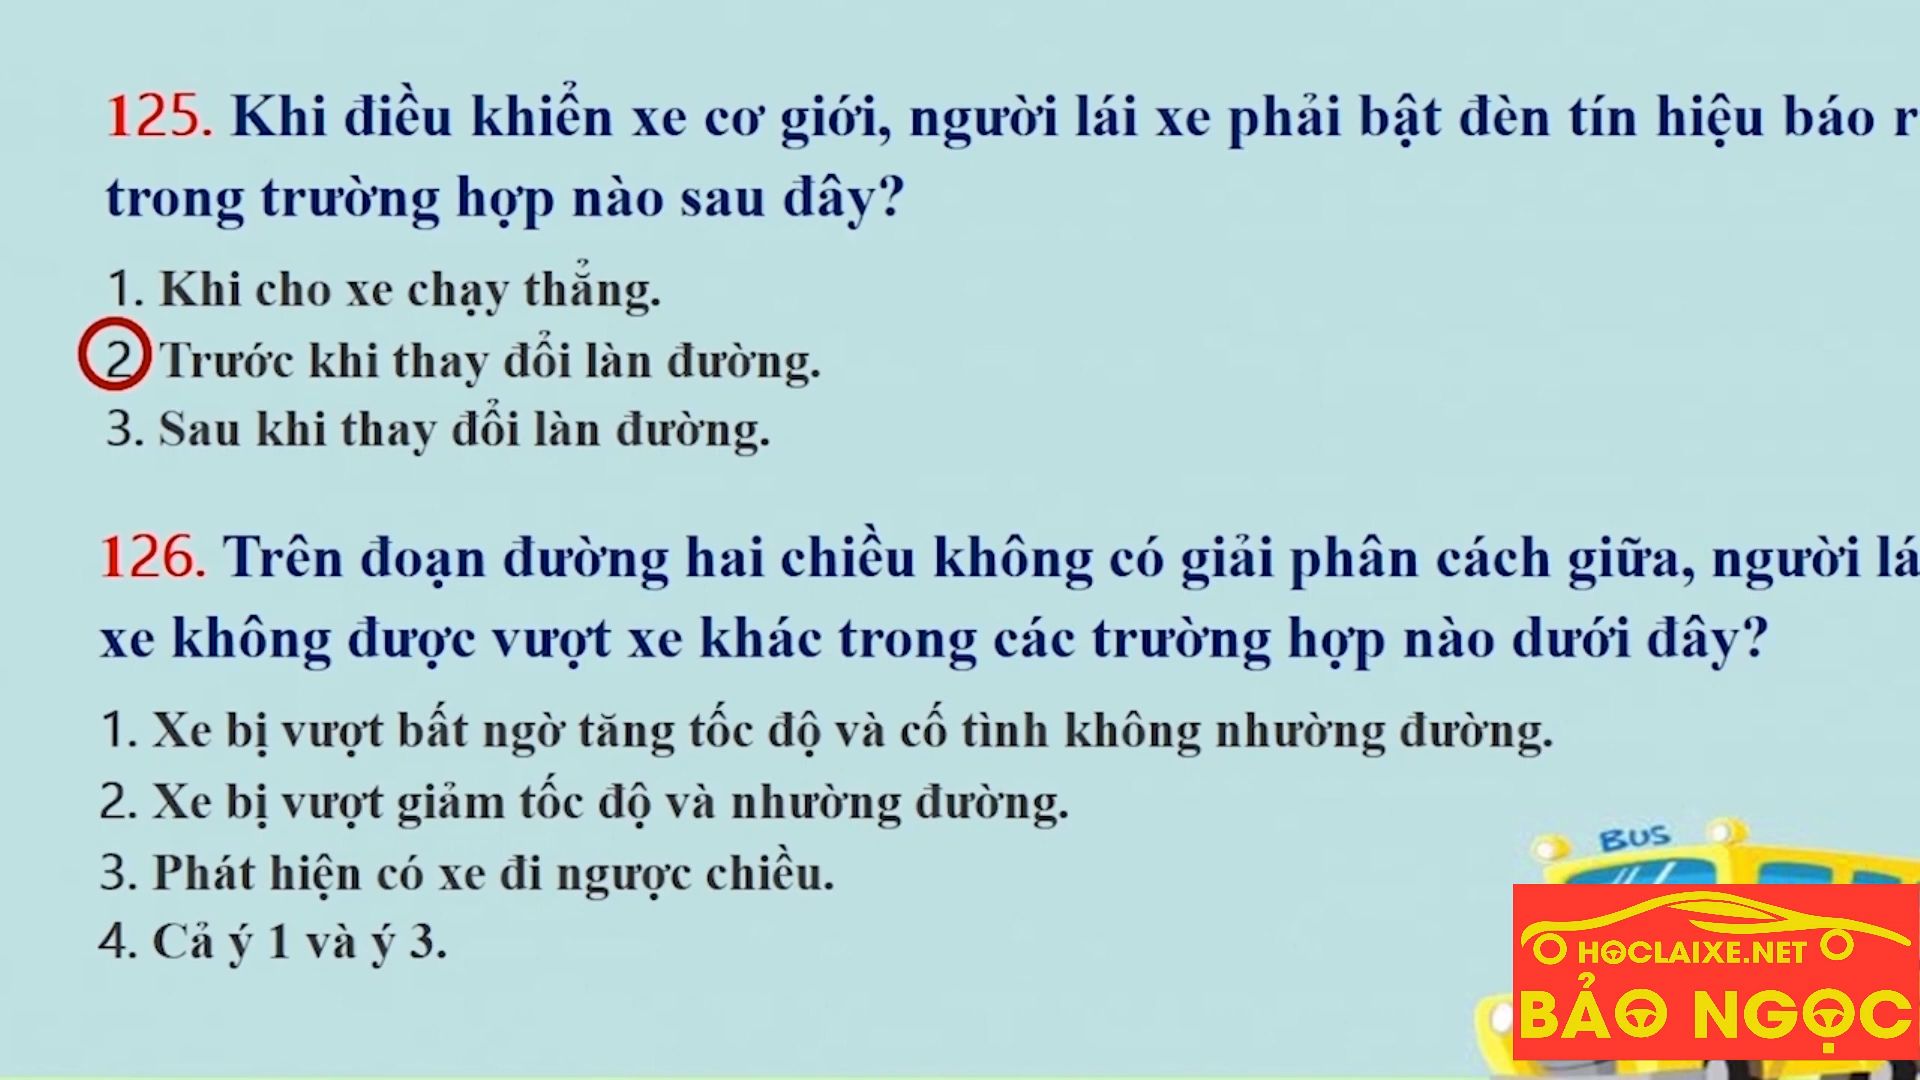 125. Khi điều khiển xe cơ giới, người lái xe phải bật đèn tín hiệu báo r
trong trường hợp nào sau đây?
1. Khi cho xe chạy thẳng.
2 Trước khi thay đổi làn đường.
3. Sau khi thay đổi làn đường.
126. Trên đoạn đường hai chiều không có giải phân cách giữa, người lá
xe không được vượt xe khác trong các trường hợp nào dưới đây?
1. Xe bị vượt bất ngờ tăng tốc độ và cố tình không nhường đường.
2. Xe bị vượt giảm tốc độ và nhường đường.
3. Phát hiện có xe đi ngược chiều.
4. Cả ý 1 và ý 3.
BUS
HOCLAIXE.NET
BẢO NGỌC